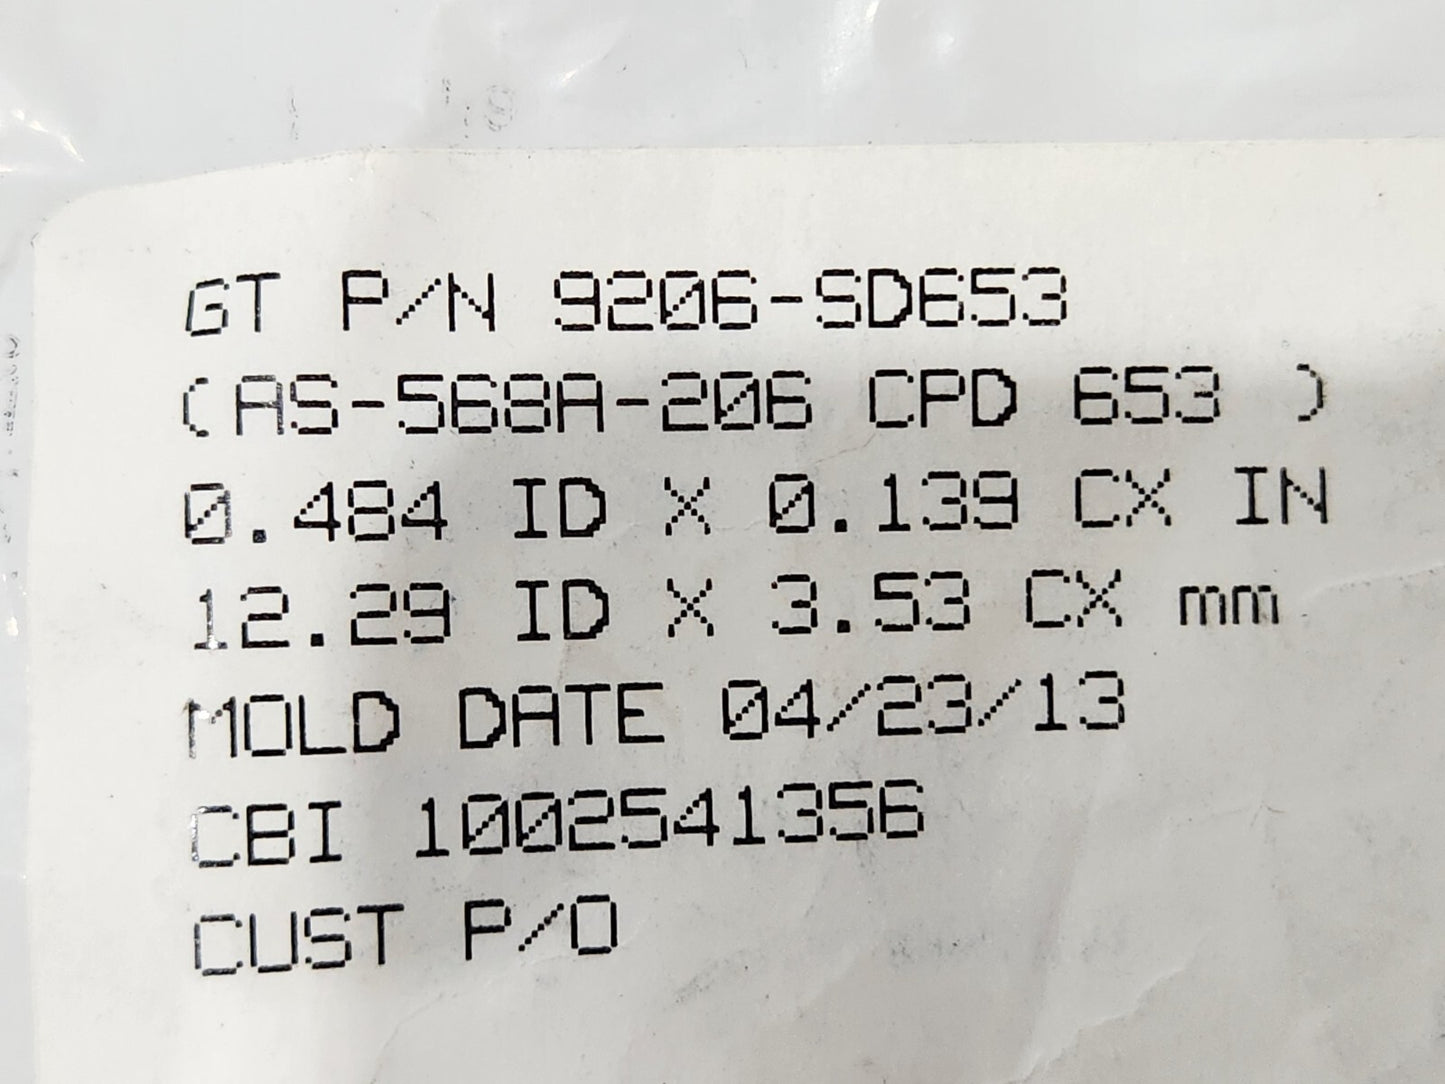 GT P/N 9206-SD653
(AS-568A-206 CPD 653 )
0.484 ID X 0.139 CX IN
12.29 ID X 3.53 CX mm
MOLD DATE 04/23/13
CBI 1002541356
CUST P/O